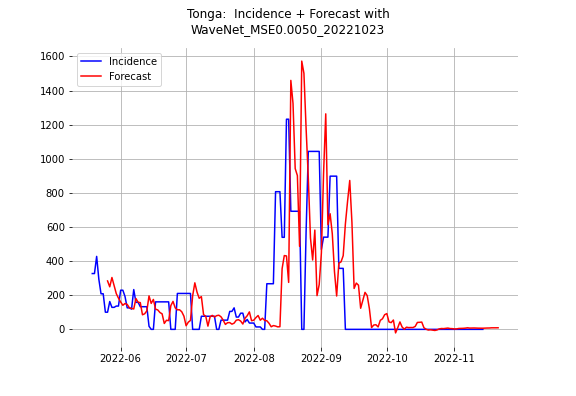 Tonga:  Incidence + Forecast with
WaveNet_MSE0.0050_20221023
Incidence
Forecast
1600
1400
1200
1000
800
600
400
200
0
2022-06 2022-07 2022-08 2022-09 2022-10 2022-11